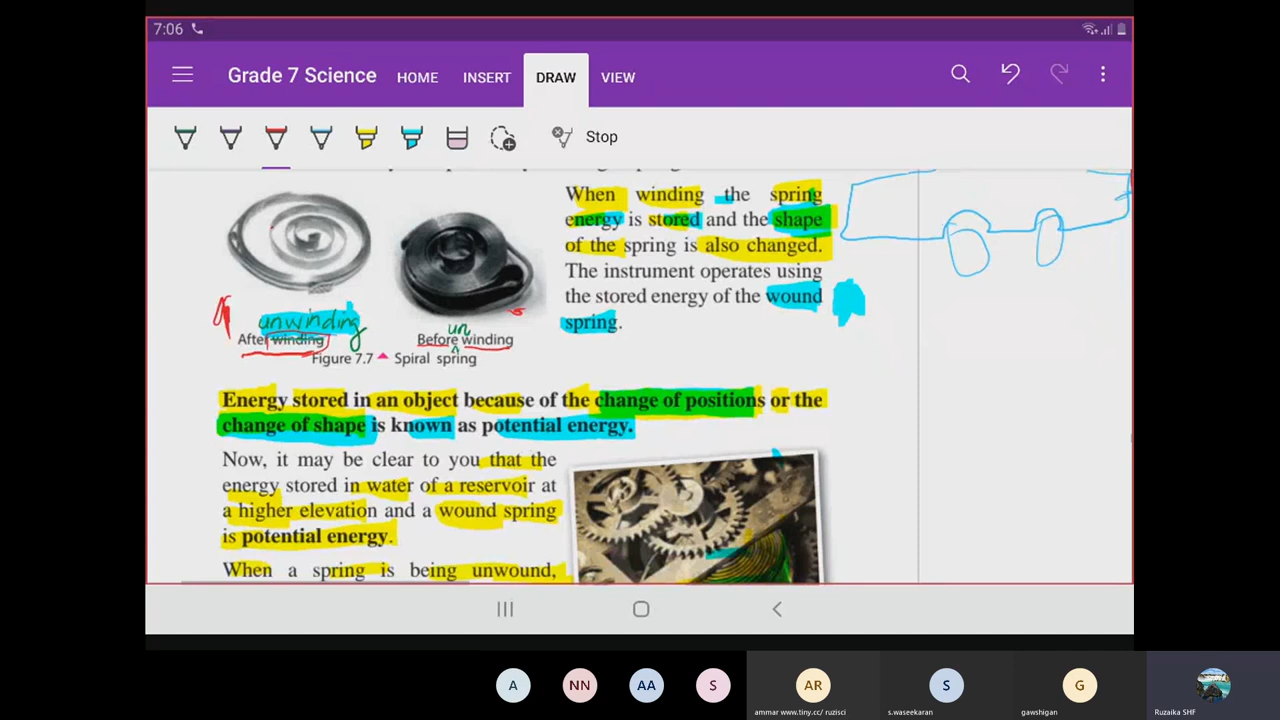 7:06
Grade 7 Science HOME INSERT DRAW VIEW
Stop
When winding the spring
energy is stored and the shape
of the spring is also changed.
The instrument operates using
the stored energy of the wound
spring.
unwinding
un
After winding
Before winding
Figure 7.7 Spiral spring
Energy stored in an object because of the change of positions or the
change of shape is known as potential energy.
Now, it may be clear to you that the
energy stored in water of a reservoir at
a higher elevation and a wound spring
is potential energy.
When a spring is being unwound,
A NN AA S AR S G
ammar www.tiny.cc/ ruzisci s.waseekaran gawshigan Ruzaika SHF